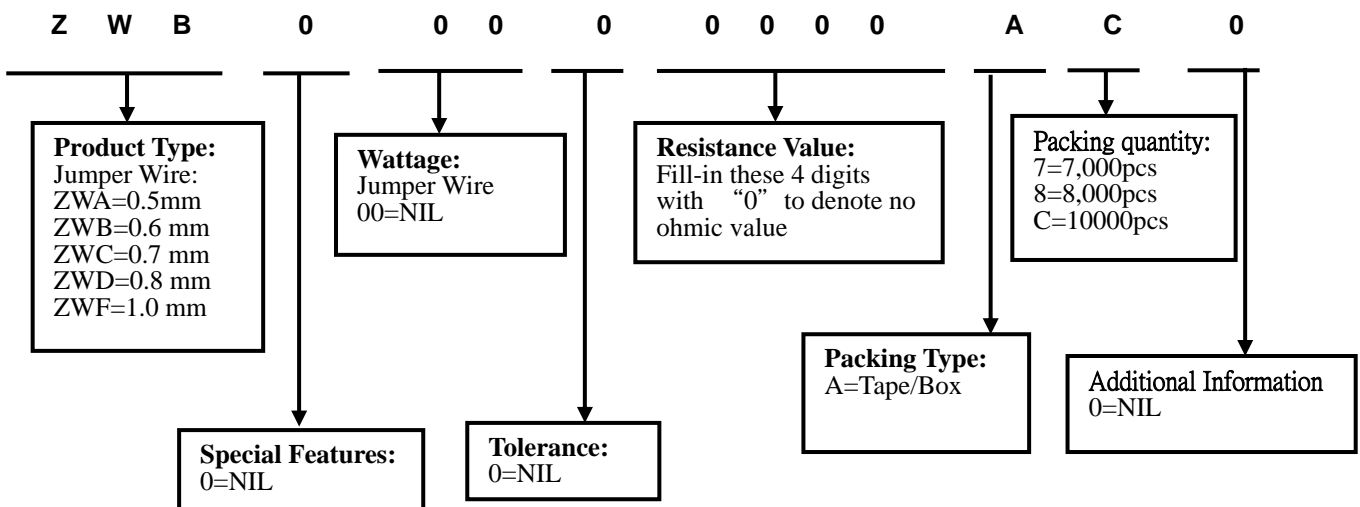 Z W B 0 0 0 0 0 0 0 0 A C 0
Product Type:
Jumper Wire:
ZWA=0.5mm
ZWB=0.6 mm
ZWC=0.7 mm
ZWD=0.8 mm
ZWF=1.0 mm
Wattage:
Jumper Wire
00=NIL
Resistance Value:
Fill-in these 4 digits
with “0” to denote no
ohmic value
Packing quantity:
7=7,000pcs
8=8,000pcs
C=10000pcs
Special Features:
0=NIL
Tolerance:
0=NIL
Packing Type:
A=Tape/Box
Additional Information
0=NIL